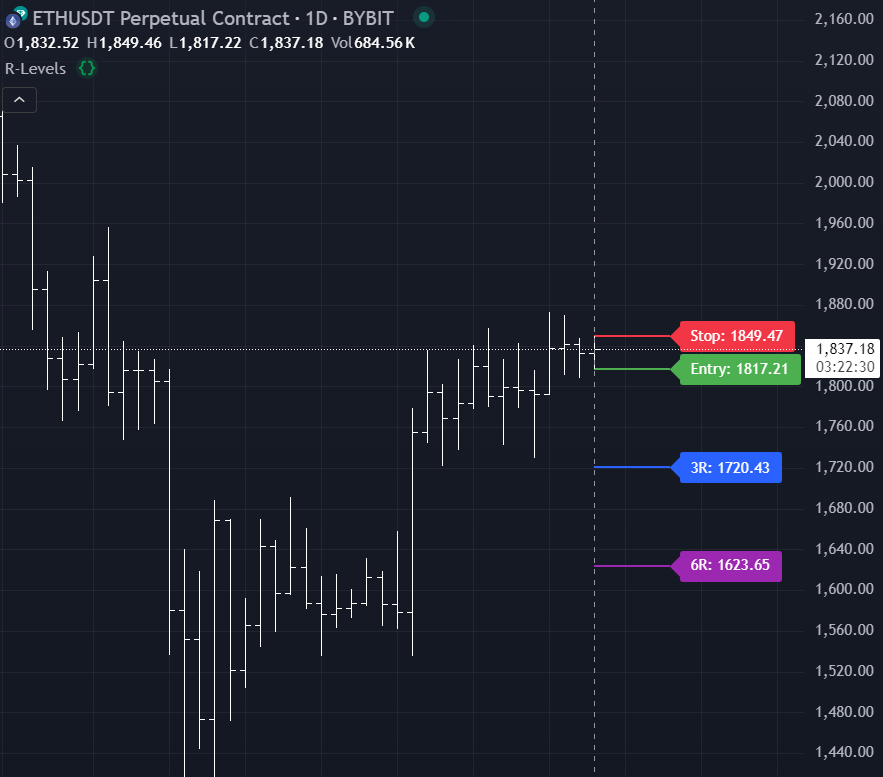 ETHUSDT Perpetual Contract · 1D · BYBIT
O1,832.52 H1,849.46 L1,817.22 C1,837.18 Vol684.56K
R-Levels {}
2,160.00
2,120.00
2,080.00
2,040.00
2,000.00
1,960.00
1,920.00
1,880.00
Stop: 1849.47
1,837.18
03:22:30
Entry: 1817.21
1,800.00
1,760.00
3R: 1720.43
1,720.00
1,680.00
1,640.00
6R: 1623.65
1,600.00
1,560.00
1,520.00
1,480.00
1,440.00